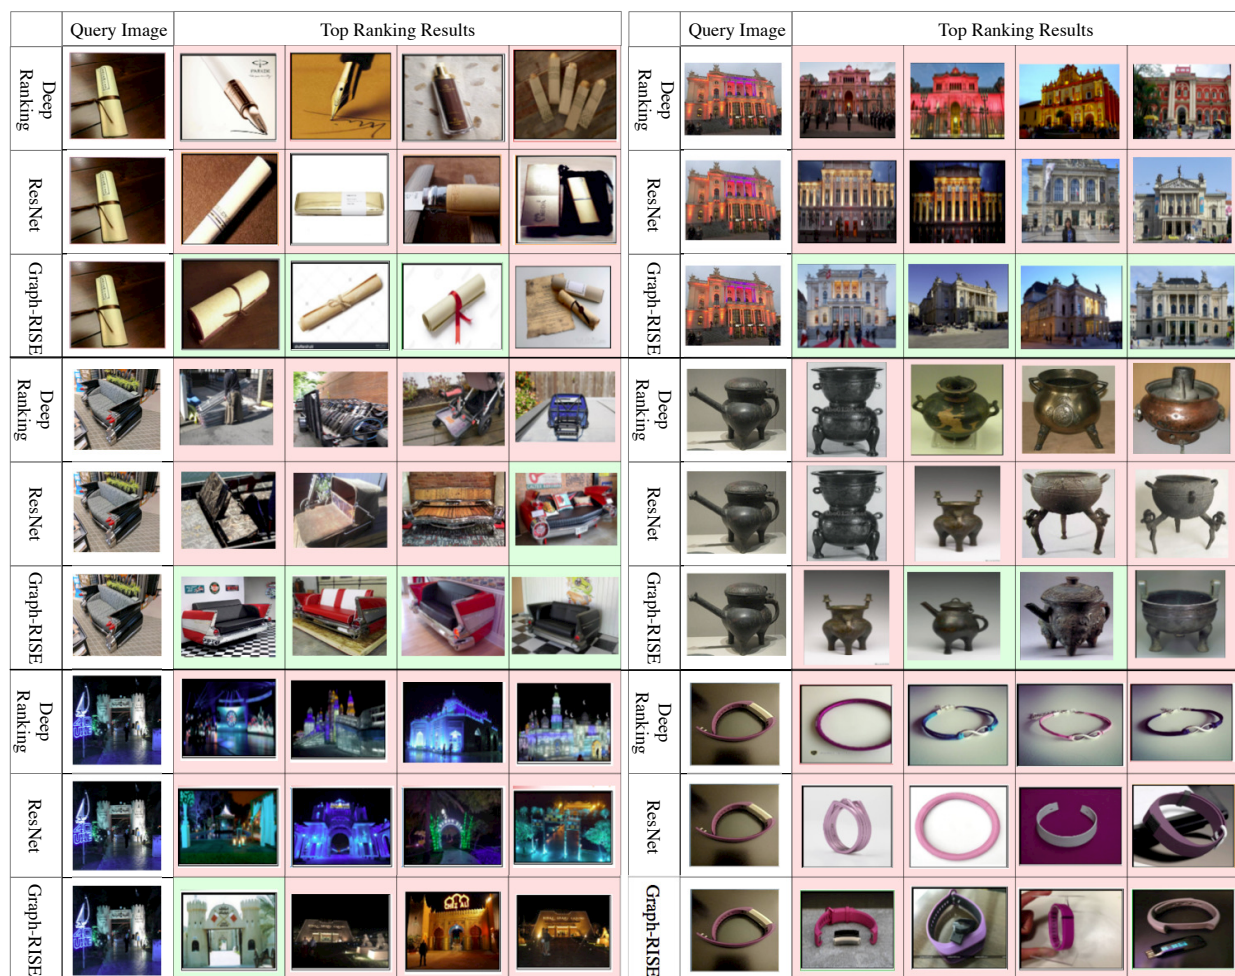 Query Image
Top Ranking Results
Query Image
Top Ranking Results
Deep
Ranking
PARKER
Deep
Ranking
ResNet
ResNet
Graph-RISE
Graph-RISE
Deep
Ranking
Deep
Ranking
ResNet
ResNet
Graph-RISE
Graph-RISE
Deep
Ranking
Deep
Ranking
ResNet
ResNet
Graph-RISE
Graph-RISE